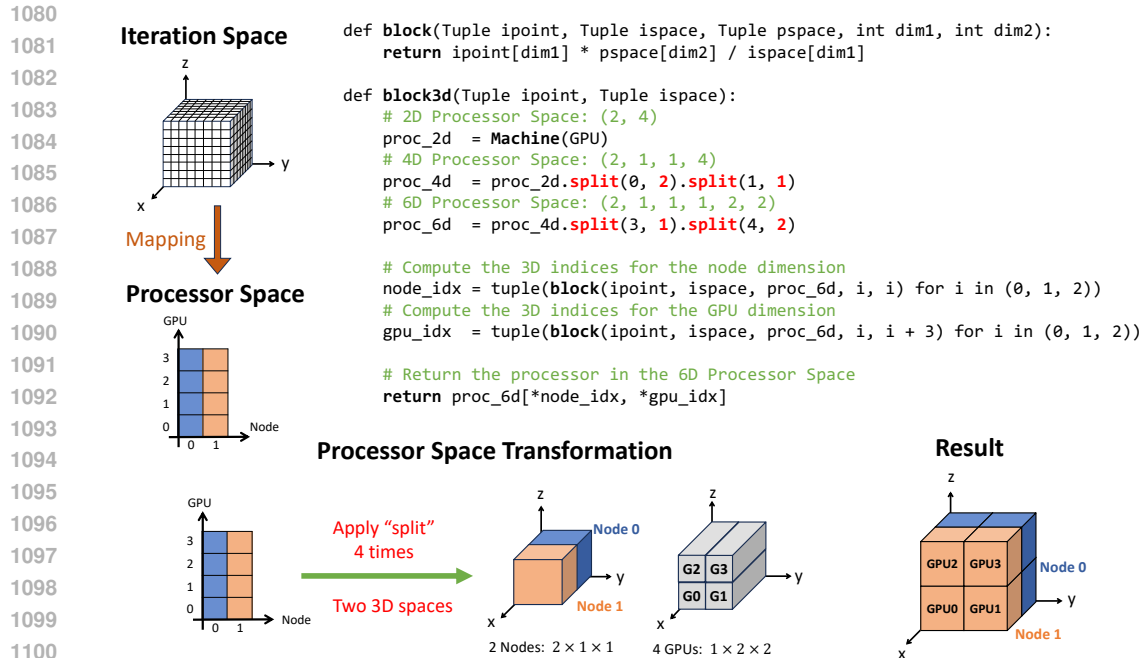 1080
1081
1082
1083
1084
1085
1086
1087
1088
1089
1090
1091
1092
1093
1094
1095
1096
1097
1098
1099
1100
Iteration Space
z
y
x
Mapping
Processor Space
GPU
3
2
1
0
Node
0 1
def block(Tuple ipoint, Tuple ispace, Tuple pspace, int dim1, int dim2):
    return ipoint[dim1] * pspace[dim2] / ispace[dim1]
def block3d(Tuple ipoint, Tuple ispace):
    # 2D Processor Space: (2, 4)
    proc_2d  = Machine(GPU)
    # 4D Processor Space: (2, 1, 1, 4)
    proc_4d  = proc_2d.split(0, 2).split(1, 1)
    # 6D Processor Space: (2, 1, 1, 1, 2, 2)
    proc_6d  = proc_4d.split(3, 1).split(4, 2)
    # Compute the 3D indices for the node dimension
    node_idx = tuple(block(ipoint, ispace, proc_6d, i, i) for i in (0, 1, 2))
    # Compute the 3D indices for the GPU dimension
    gpu_idx  = tuple(block(ipoint, ispace, proc_6d, i, i + 3) for i in (0, 1, 2))
    # Return the processor in the 6D Processor Space
    return proc_6d[*node_idx, *gpu_idx]
Processor Space Transformation
GPU
3
2
1
0
Node
0 1
Apply “split”
4 times
Two 3D spaces
z
Node 0
y
Node 1
x
2 Nodes: 2 × 1 × 1
z
G2 G3
G0 G1
y
x
4 GPUs: 1 × 2 × 2
Result
z
GPU2 GPU3
Node 0
GPU0 GPU1
y
Node 1
x